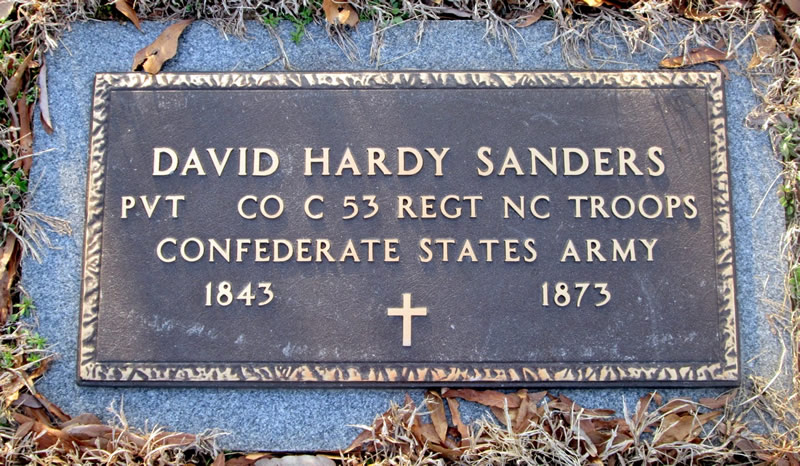 DAVID HARDY SANDERS
PVT CO C 53 REGT NC TROOPS
CONFEDERATE STATES ARMY
1843 1873